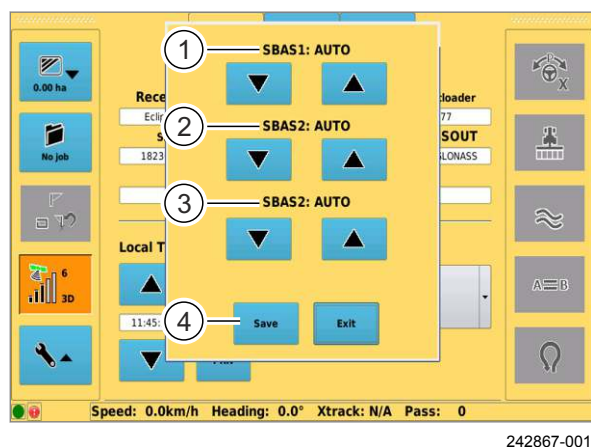 1
SBAS1: AUTO
0.00 ha
Rece
loader
Eclip
77
2
SBAS2: AUTO
SOUT
No job
1823
LONASS
3
SBAS2: AUTO
P
X
Local T
6
3D
A=B
11:45:
4
Save
Exit
Speed: 0.0km/h Heading: 0.0° Xtrack: N/A Pass: 0
242867-001